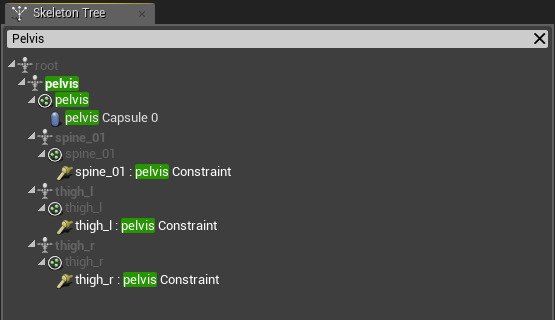 Skeleton Tree
Pelvis
root
pelvis
pelvis
pelvis Capsule 0
spine_01
spine_01
spine_01 : pelvis Constraint
thigh_l
thigh_l
thigh_l : pelvis Constraint
thigh_r
thigh_r
thigh_r : pelvis Constraint